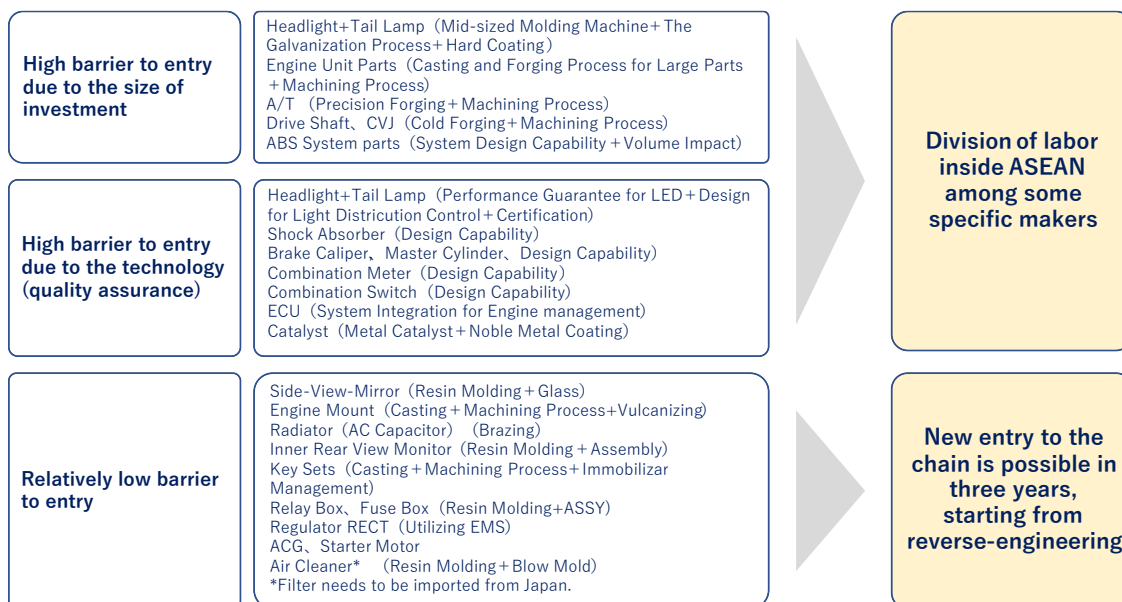 High barrier to entry
due to the size of
investment
Headlight+Tail Lamp（Mid-sized Molding Machine+The
Galvanization Process+Hard Coating）
Engine Unit Parts（Casting and Forging Process for Large Parts
+Machining Process)
A/T （Precision Forging+Machining Process）
Drive Shaft、CVJ（Cold Forging+Machining Process）
ABS System parts（System Design Capability+Volume Impact）
Division of labor
inside ASEAN
among some
specific makers
High barrier to entry
due to the technology
(quality assurance)
Headlight+Tail Lamp（Performance Guarantee for LED+Design
for Light Districution Control+Certification）
Shock Absorber（Design Capability）
Brake Caliper、Master Cylinder、Design Capability）
Combination Meter（Design Capability）
Combination Switch（Design Capability）
ECU（System Integration for Engine management）
Catalyst（Metal Catalyst+Noble Metal Coating）
Relatively low barrier
to entry
Side-View-Mirror（Resin Molding+Glass）
Engine Mount（Casting+Machining Process+Vulcanizing）
Radiator（AC Capacitor）（Brazing）
Inner Rear View Monitor（Resin Molding+Assembly）
Key Sets（Casting+Machining Process+Immobilizar
Management）
Relay Box、Fuse Box（Resin Molding+ASSY）
Regulator RECT（Utilizing EMS）
ACG、Starter Motor
Air Cleaner* （Resin Molding+Blow Mold）
*Filter needs to be imported from Japan.
New entry to the
chain is possible in
three years,
starting from
reverse-engineering